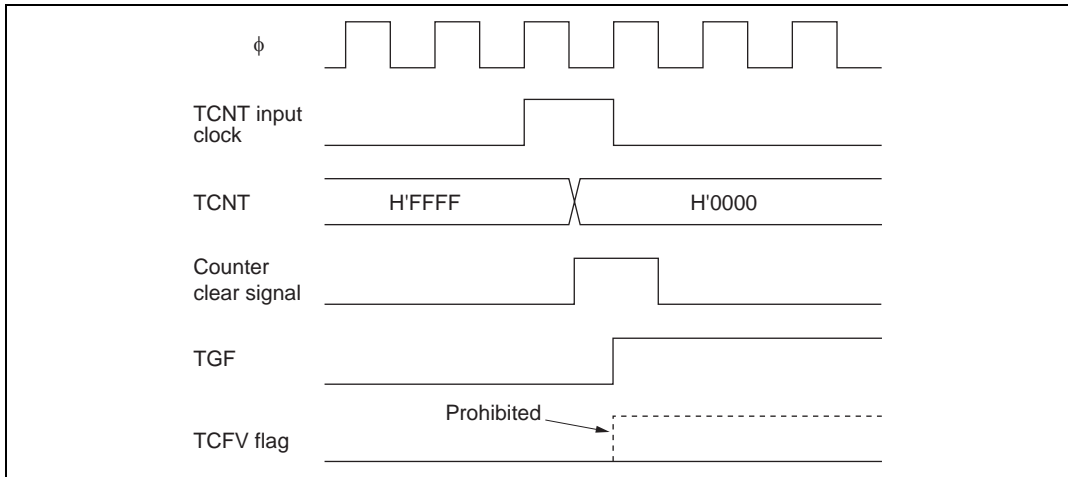 ϕ
TCNT input
clock
TCNT
H'FFFF
H'0000
Counter
clear signal
TGF
Prohibited
TCFV flag